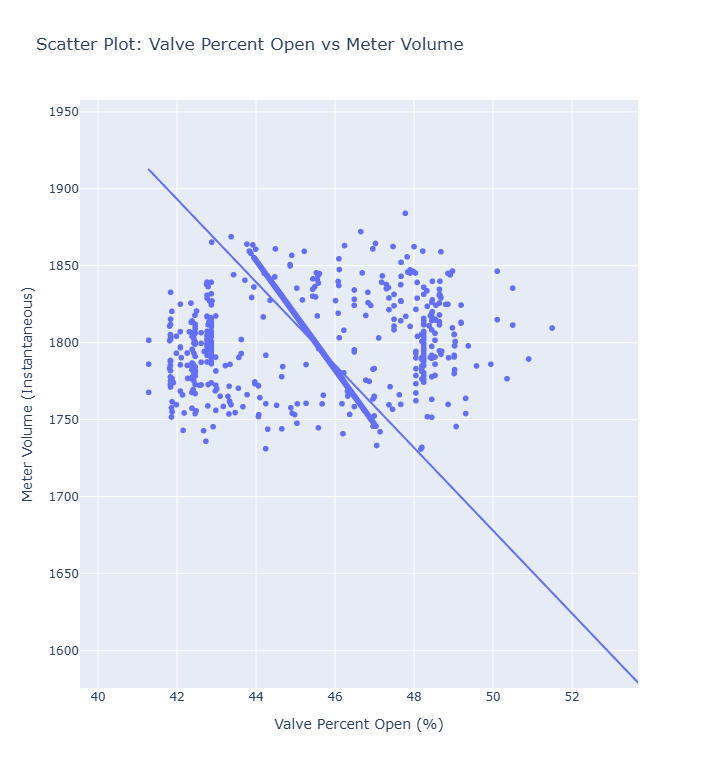 Scatter Plot: Valve Percent Open vs Meter Volume
1950
1900
1850
1800
1750
1700
1650
1600
Meter Volume (Instantaneous)
40 42 44 46 48 50 52
Valve Percent Open (%)